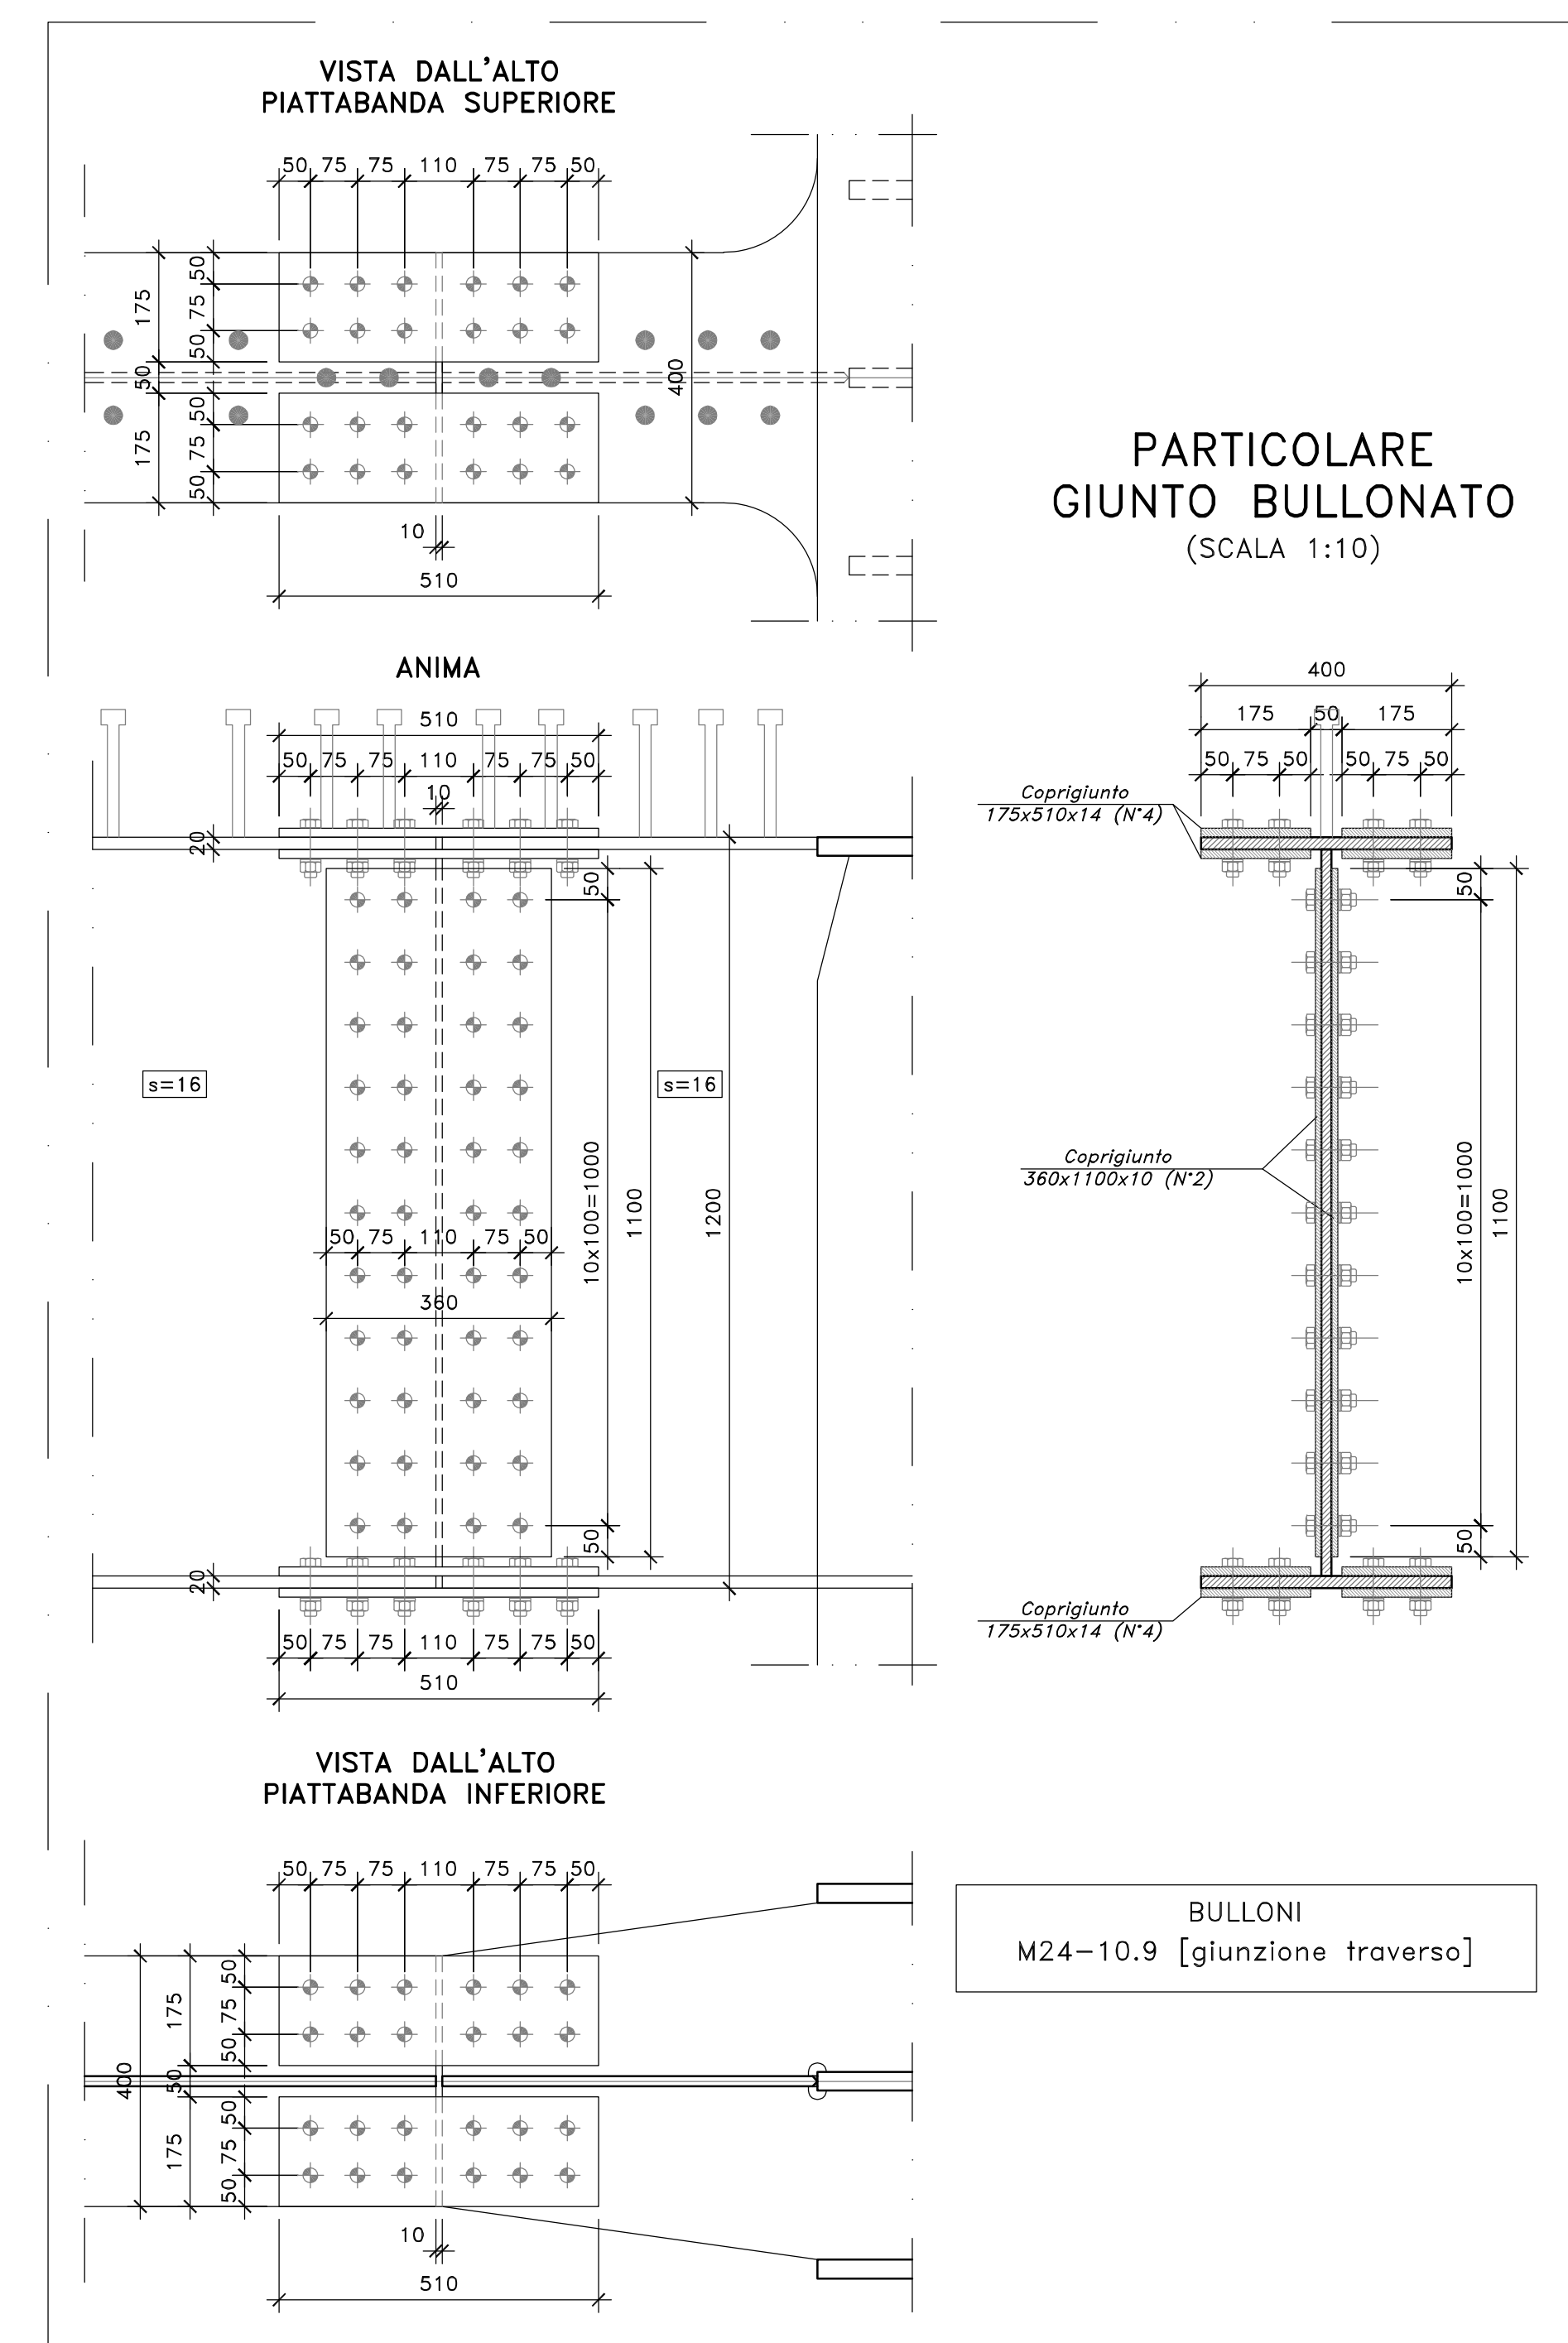 VISTA DALL'ALTO
PIATTABANDA SUPERIORE
50 75 75 110 75 75 50
175
50
175
50
75
50
50
75
50
400
10
510
PARTICOLARE
GIUNTO BULLONATO
(SCALA 1:10)
ANIMA
510
50 75 75 110 75 75 50
10
20
50
s=16
s=16
10x100=1000
1100
1200
50 75 110 75 50
360
50
20
50 75 75 110 75 75 50
510
400
175 50 175
50 75 50 50 75 50
Coprigiunto
175x510x14 (N°4)
50
Coprigiunto
360x1100x10 (N°2)
10x100=1000
1100
50
Coprigiunto
175x510x14 (N°4)
VISTA DALL'ALTO
PIATTABANDA INFERIORE
50 75 75 110 75 75 50
400
175
50
175
50
75
50
50
75
50
10
510
BULLONI
M24-10.9 [giunzione traverso]